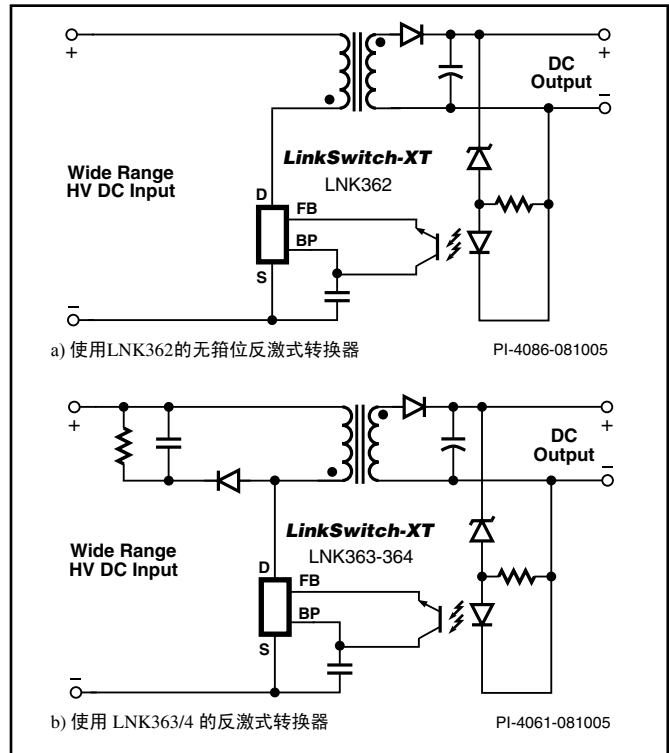 +
+
DC
Output
−
LinkSwitch-XT
LNK362
Wide Range
HV DC Input
D
FB
BP
S
−
a) 使用LNK362的无箝位反激式转换器
PI-4086-081005
+
+
DC
Output
−
LinkSwitch-XT
LNK363-364
Wide Range
HV DC Input
D
FB
BP
S
−
b) 使用 LNK363/4 的反激式转换器
PI-4061-081005